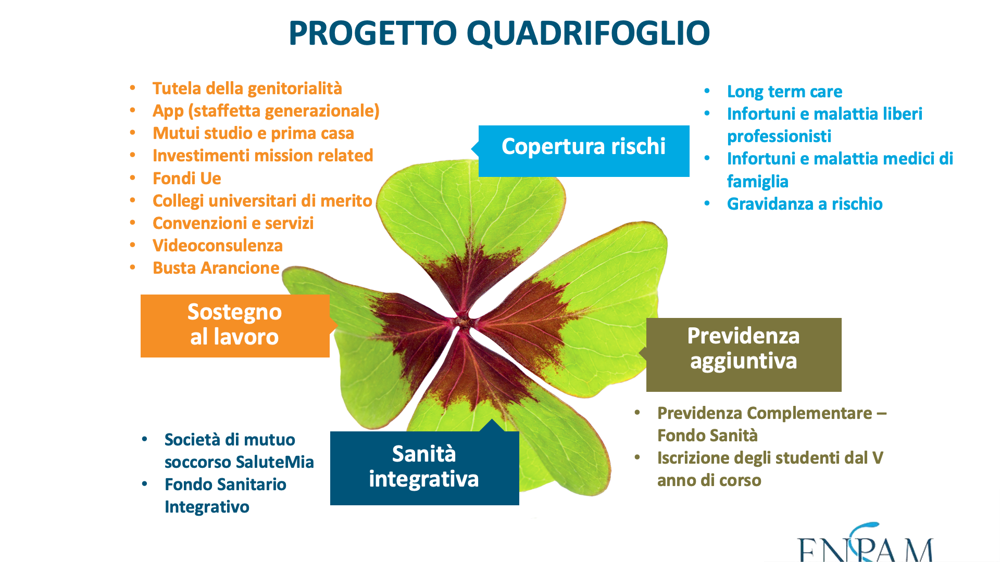 PROGETTO QUADRIFOGLIO
• Tutela della genitorialità
• App (staffetta generazionale)
• Mutui studio e prima casa
• Investimenti mission related
• Fondi Ue
• Collegi universitari di merito
• Convenzioni e servizi
• Videoconsulenza
• Busta Arancione
Sostegno
al lavoro
Copertura rischi
• Long term care
• Infortuni e malattia liberi
professionisti
• Infortuni e malattia medici di
famiglia
• Gravidanza a rischio
Previdenza
aggiuntiva
• Previdenza Complementare –
Fondo Sanità
• Iscrizione degli studenti dal V
anno di corso
• Società di mutuo
soccorso SaluteMia
• Fondo Sanitario
Integrativo
Sanità
integrativa
ENPAM